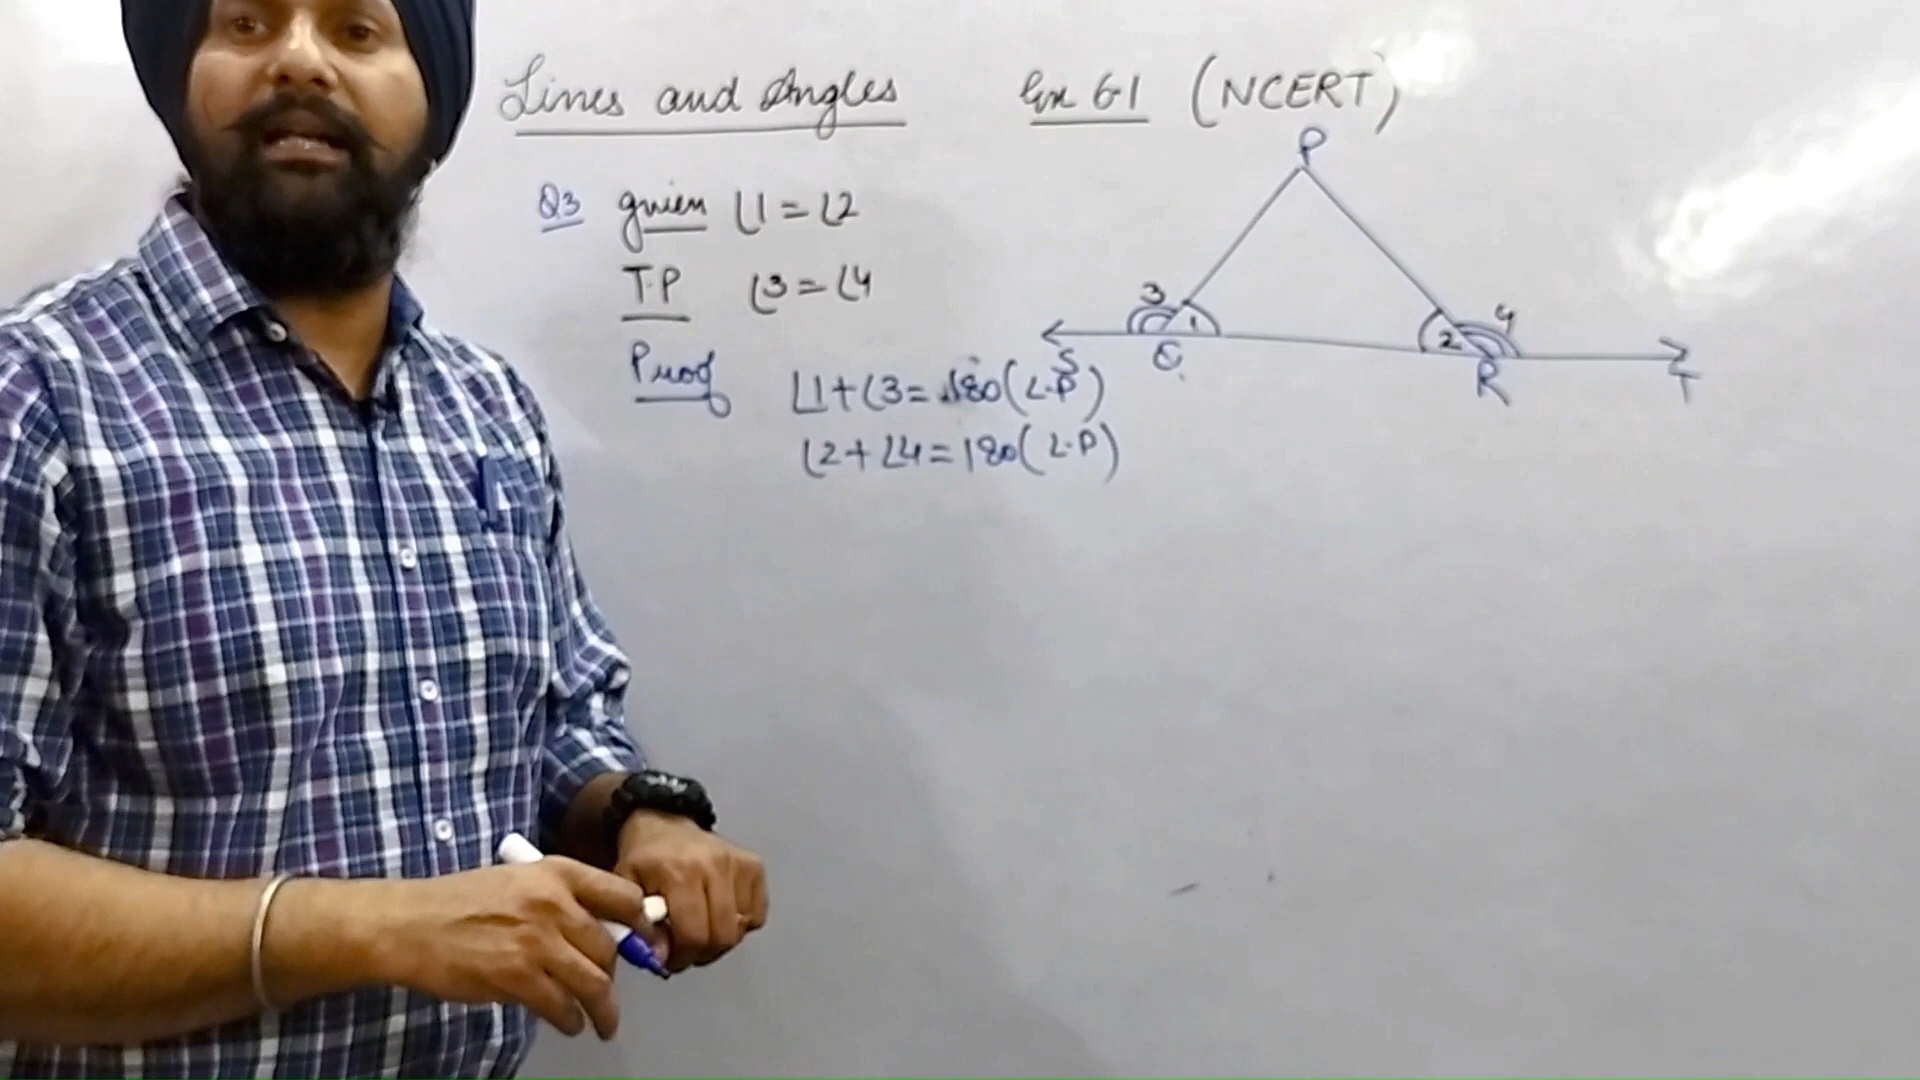 Lines and Angles Ex 6.1 (NCERT)
Q3 given ∠1 = ∠2
T.P ∠3 = ∠4
Proof ∠1 + ∠3 = 180 (L.P)
∠2 + ∠4 = 180 (L.P)
P
3 1 2 4
S Q R T